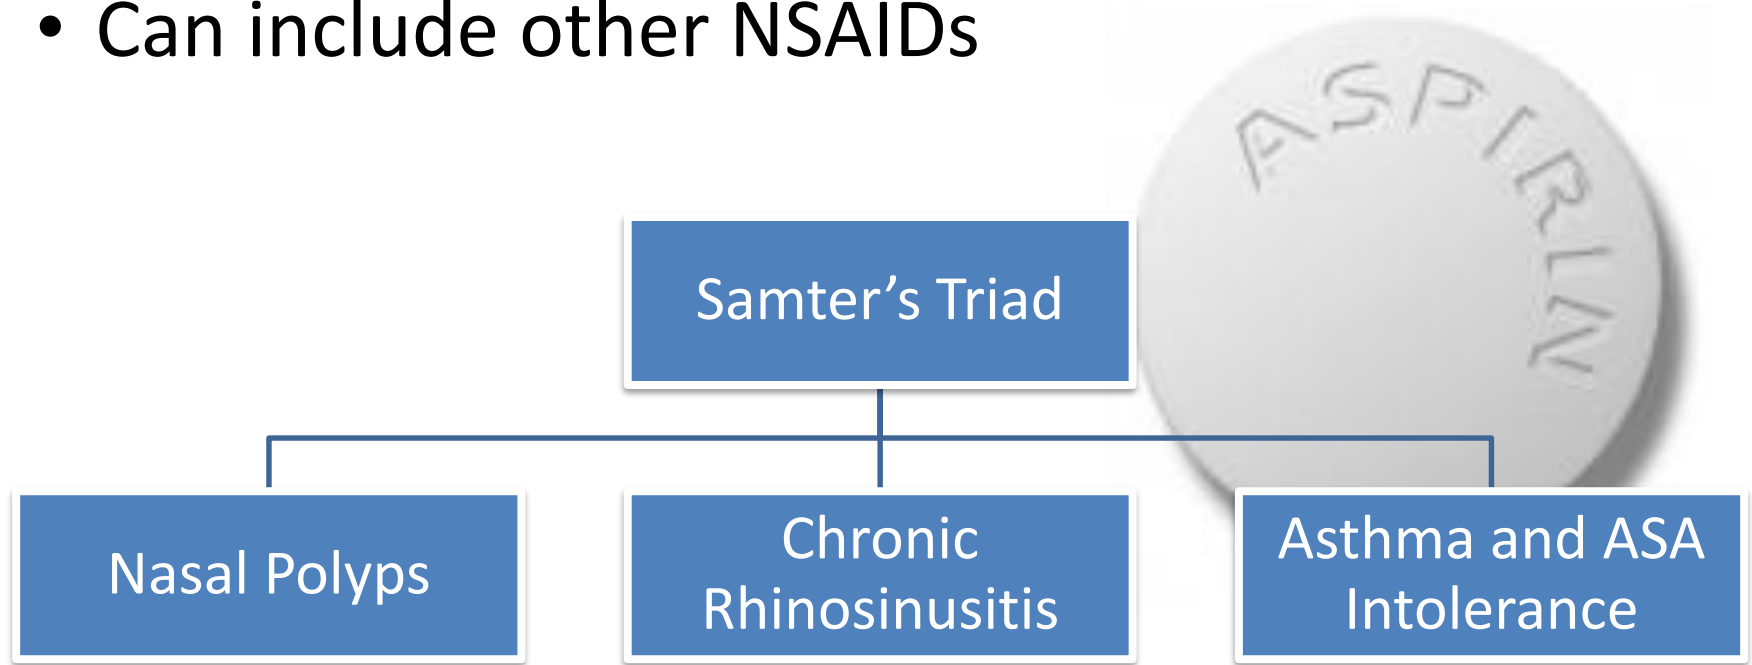 • Can include other NSAIDs
ASPIRIN
Samter’s Triad
Nasal Polyps
Chronic
Rhinosinusitis
Asthma and ASA
Intolerance